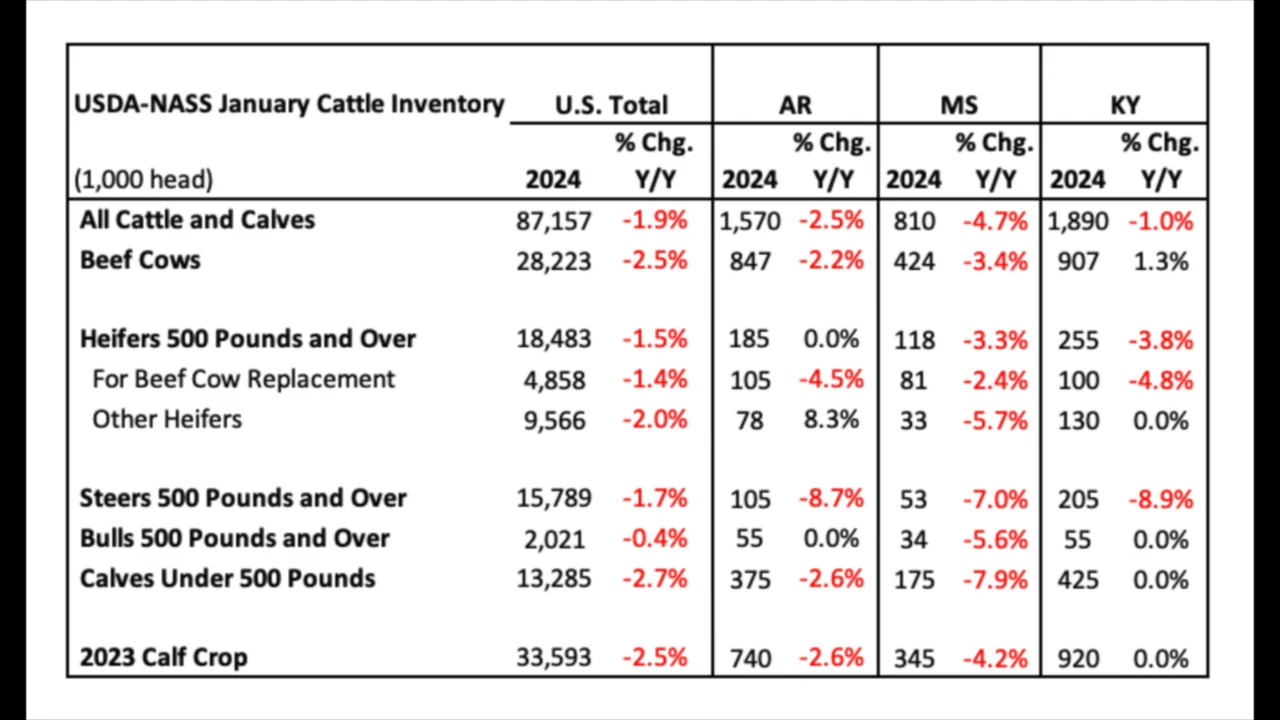 USDA-NASS January Cattle Inventory U.S. Total AR MS KY
% Chg. % Chg. % Chg. % Chg.
(1,000 head) 2024 Y/Y 2024 Y/Y 2024 Y/Y 2024 Y/Y
All Cattle and Calves 87,157 -1.9% 1,570 -2.5% 810 -4.7% 1,890 -1.0%
Beef Cows 28,223 -2.5% 847 -2.2% 424 -3.4% 907 1.3%
Heifers 500 Pounds and Over 18,483 -1.5% 185 0.0% 118 -3.3% 255 -3.8%
For Beef Cow Replacement 4,858 -1.4% 105 -4.5% 81 -2.4% 100 -4.8%
Other Heifers 9,566 -2.0% 78 8.3% 33 -5.7% 130 0.0%
Steers 500 Pounds and Over 15,789 -1.7% 105 -8.7% 53 -7.0% 205 -8.9%
Bulls 500 Pounds and Over 2,021 -0.4% 55 0.0% 34 -5.6% 55 0.0%
Calves Under 500 Pounds 13,285 -2.7% 375 -2.6% 175 -7.9% 425 0.0%
2023 Calf Crop 33,593 -2.5% 740 -2.6% 345 -4.2% 920 0.0%